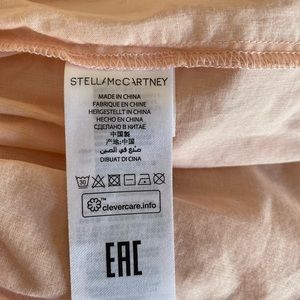 STELLA McCARTNEY
MADE IN CHINA
FABRIQUE EN CHINE
HERGESTELLT IN CHINA
HECHO EN CHINA
СДЕЛАНО В КИТАЕ
中国製
产地: 中国
صنع في الصين
DIBUAT DI CINA
clevercare.info
EAC